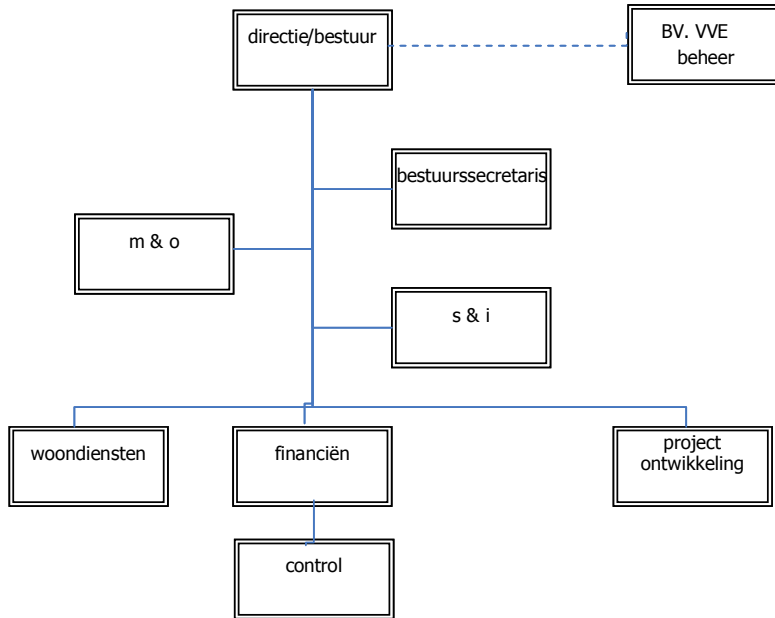 directie/bestuur
BV. VVE
beheer
bestuurssecretaris
m & o
s & i
woondiensten
financiën
project
ontwikkeling
control